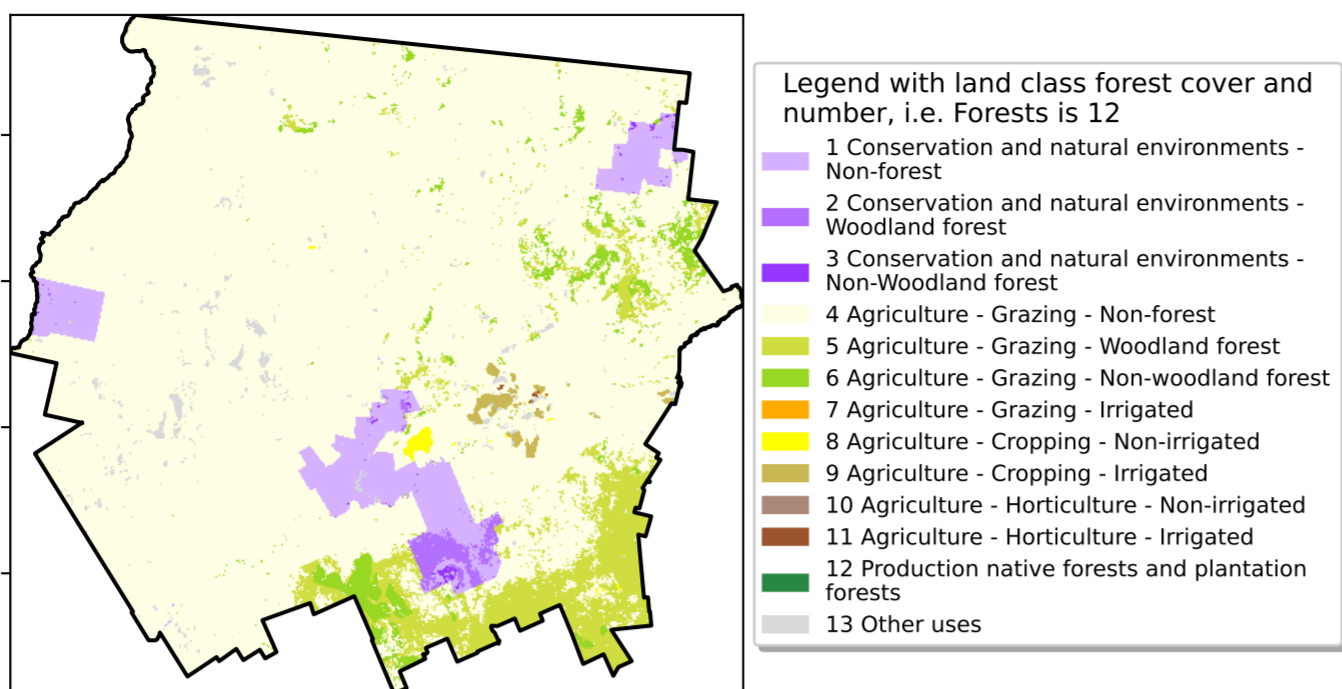 Legend with land class forest cover and
number, i.e. Forests is 12
1 Conservation and natural environments -
Non-forest
2 Conservation and natural environments -
Woodland forest
3 Conservation and natural environments -
Non-Woodland forest
4 Agriculture - Grazing - Non-forest
5 Agriculture - Grazing - Woodland forest
6 Agriculture - Grazing - Non-woodland forest
7 Agriculture - Grazing - Irrigated
8 Agriculture - Cropping - Non-irrigated
9 Agriculture - Cropping - Irrigated
10 Agriculture - Horticulture - Non-irrigated
11 Agriculture - Horticulture - Irrigated
12 Production native forests and plantation
forests
13 Other uses